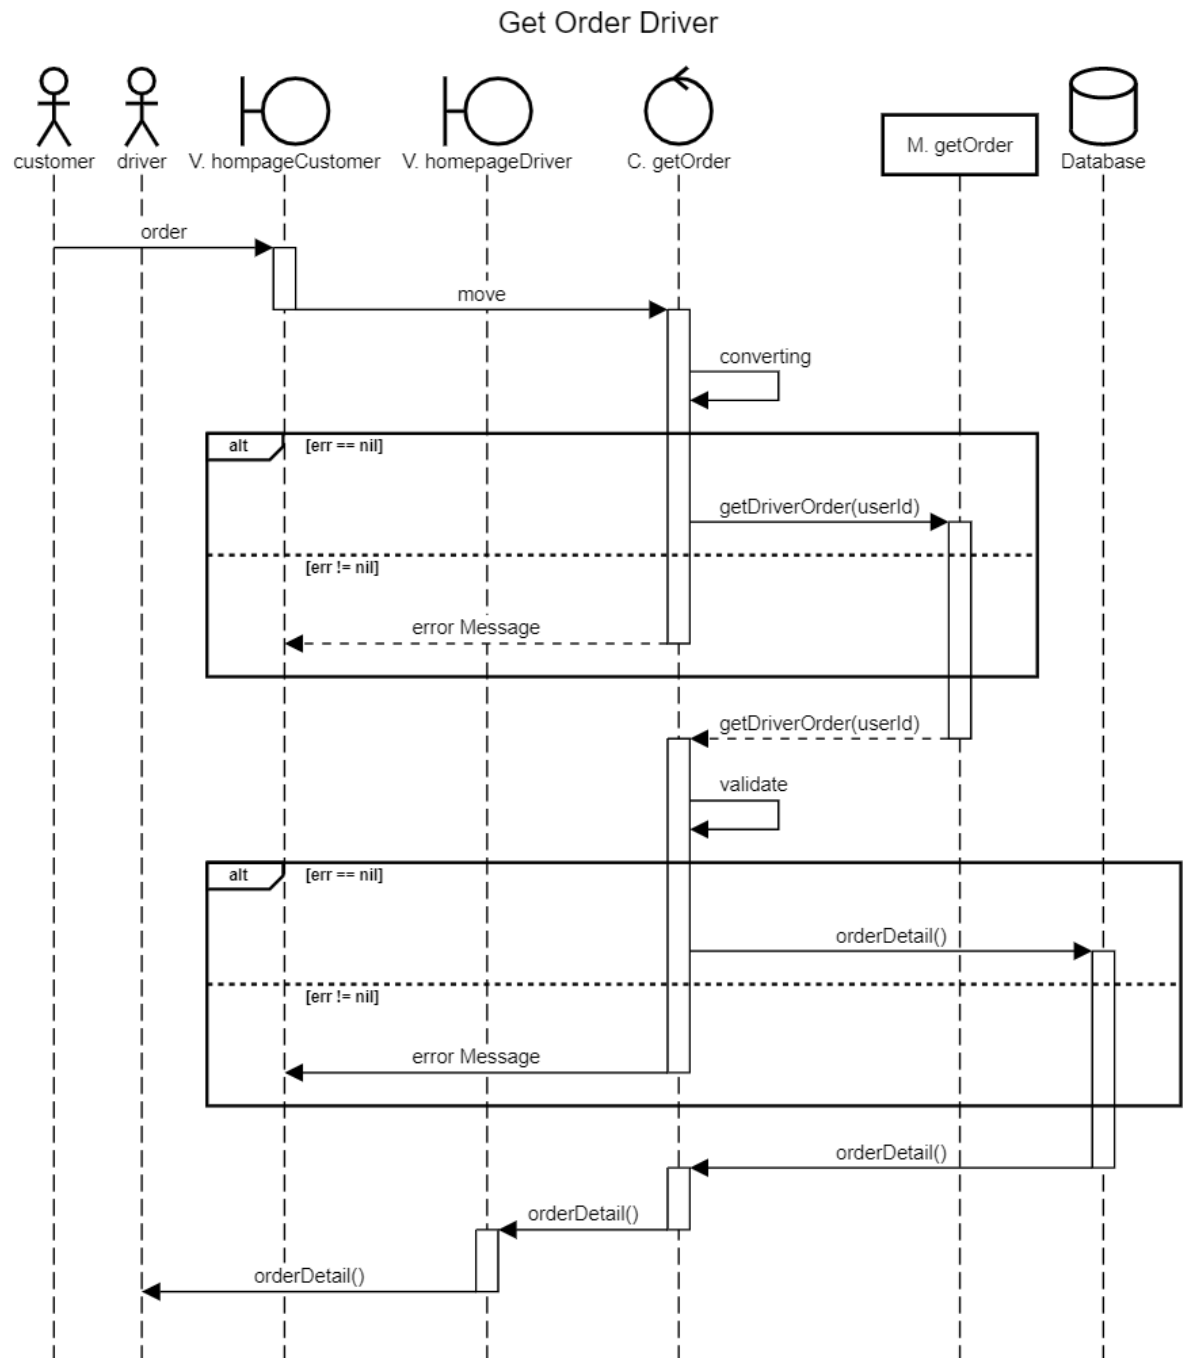 Get Order Driver
customer
driver
V. hompageCustomer
V. homepageDriver
C. getOrder
M. getOrder
Database
order
move
converting
alt
[err == nil]
getDriverOrder(userId)
[err != nil]
error Message
getDriverOrder(userId)
validate
alt
[err == nil]
orderDetail()
[err != nil]
error Message
orderDetail()
orderDetail()
orderDetail()